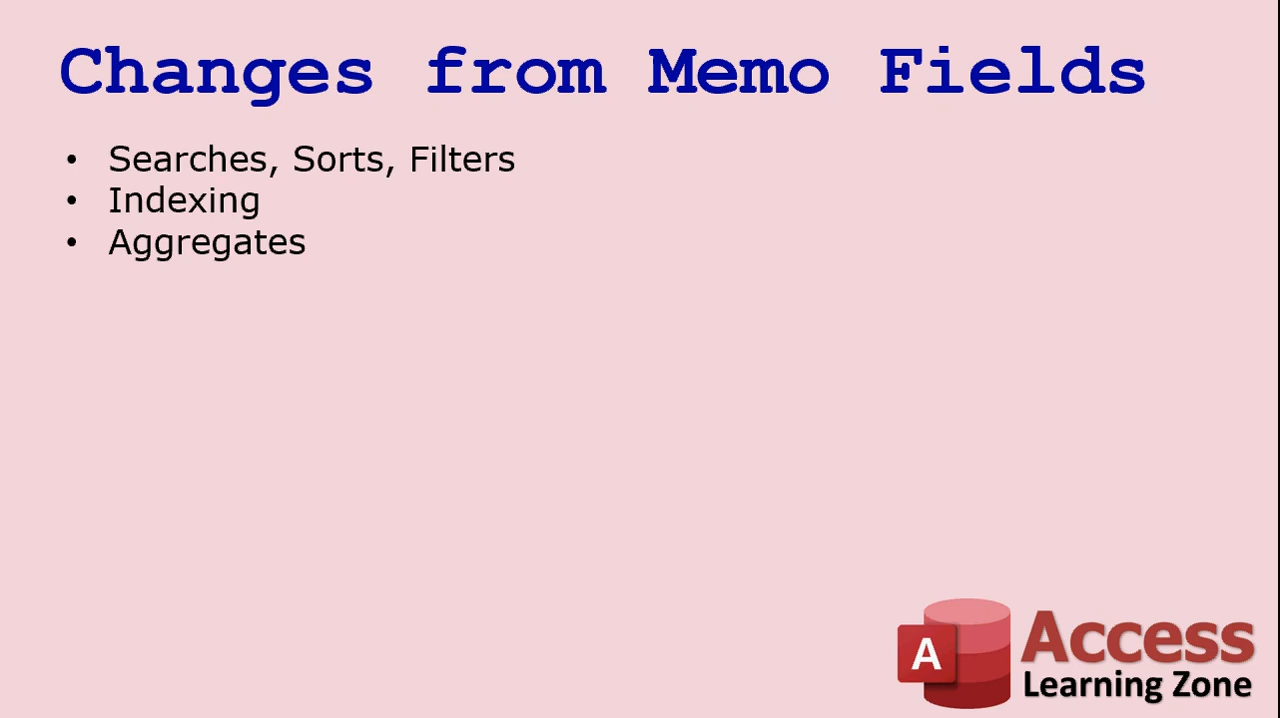 Changes from Memo Fields
• Searches, Sorts, Filters
• Indexing
• Aggregates
A Access
Learning Zone